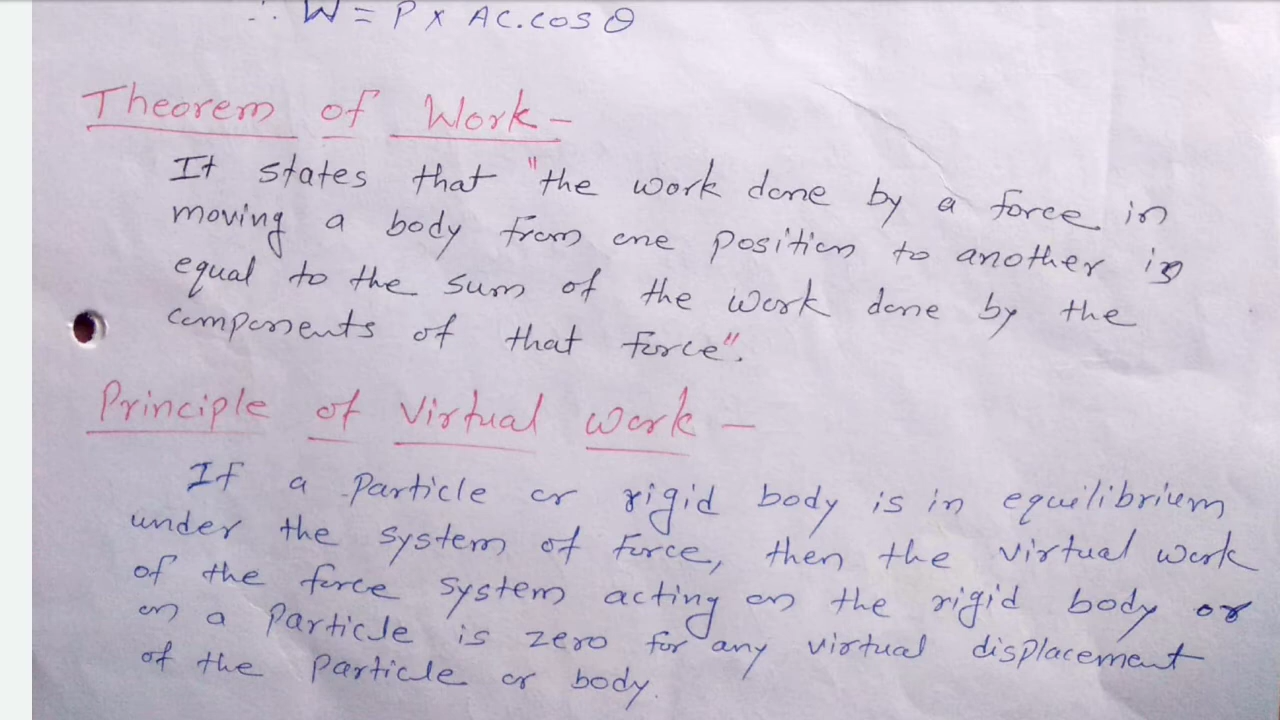 ∴ W = P x AC.cos θ
Theorem of Work -
It states that "the work done by a force in
moving a body from one position to another is
equal to the sum of the work done by the
components of that force".
Principle of Virtual work -
If a particle or rigid body is in equilibrium
under the system of force, then the virtual work
of the force system acting on the rigid body or
on a particle is zero for any virtual displacement
of the particle or body.